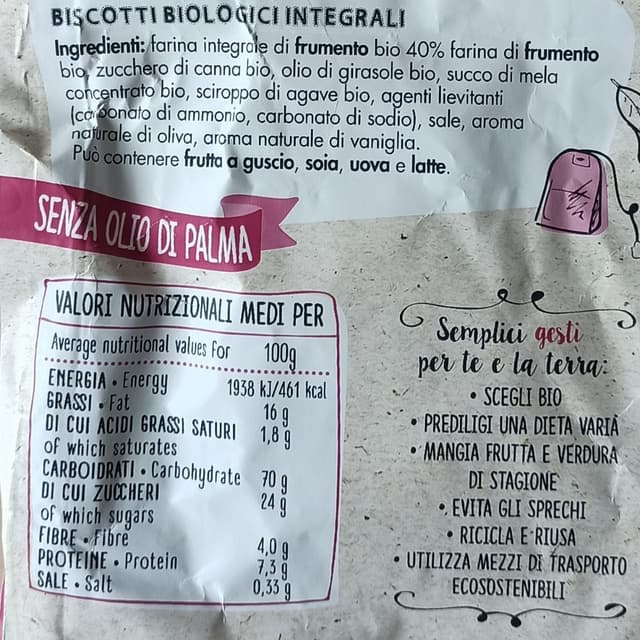 BISCOTTI BIOLOGICI INTEGRALI
Ingredienti: farina integrale di frumento bio 40% farina di frumento
bio, zucchero di canna bio, olio di girasole bio, succo di mela
concentrato bio, sciroppo di agave bio, agenti lievitanti
(carbonato di ammonio, carbonato di sodio), sale, aroma
naturale di oliva, aroma naturale di vaniglia.
Può contenere frutta a guscio, soia, uova e latte.
SENZA OLIO DI PALMA
VALORI NUTRIZIONALI MEDI PER
Average nutritional values for 100g
ENERGIA • Energy 1938 kJ/461 kcal
GRASSI • Fat 16 g
DI CUI ACIDI GRASSI SATURI 1,8 g
of which saturates
CARBOIDRATI • Carbohydrate 70 g
DI CUI ZUCCHERI 24 g
of which sugars
FIBRE • Fibre 4,0 g
PROTEINE • Protein 7,3 g
SALE • Salt 0,33 g
Semplici gesti
per te e la terra:
• SCEGLI BIO
• PREDILIGI UNA DIETA VARIA
• MANGIA FRUTTA E VERDURA
DI STAGIONE
• EVITA GLI SPRECHI
• RICICLA E RIUSA
• UTILIZZA MEZZI DI TRASPORTO
ECOSOSTENIBILI